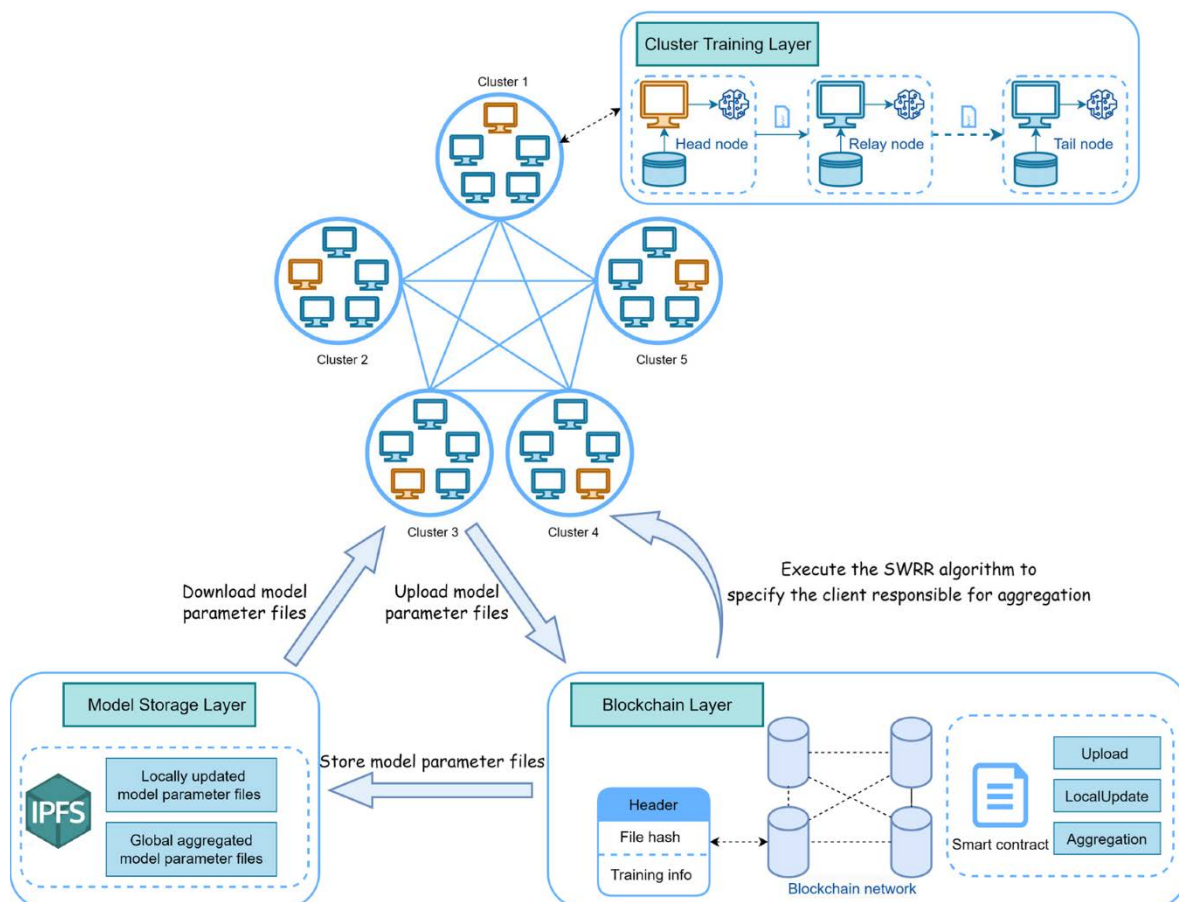 Cluster Training Layer
Cluster 1
Head node
Relay node
Tail node
Cluster 2
Cluster 5
Cluster 3
Cluster 4
Download model
parameter files
Upload model
parameter files
Execute the SWRR algorithm to
specify the client responsible for aggregation
Model Storage Layer
IPFS
Locally updated
model parameter files
Global aggregated
model parameter files
Store model parameter files
Blockchain Layer
Header
File hash
Training info
Blockchain network
Smart contract
Upload
LocalUpdate
Aggregation